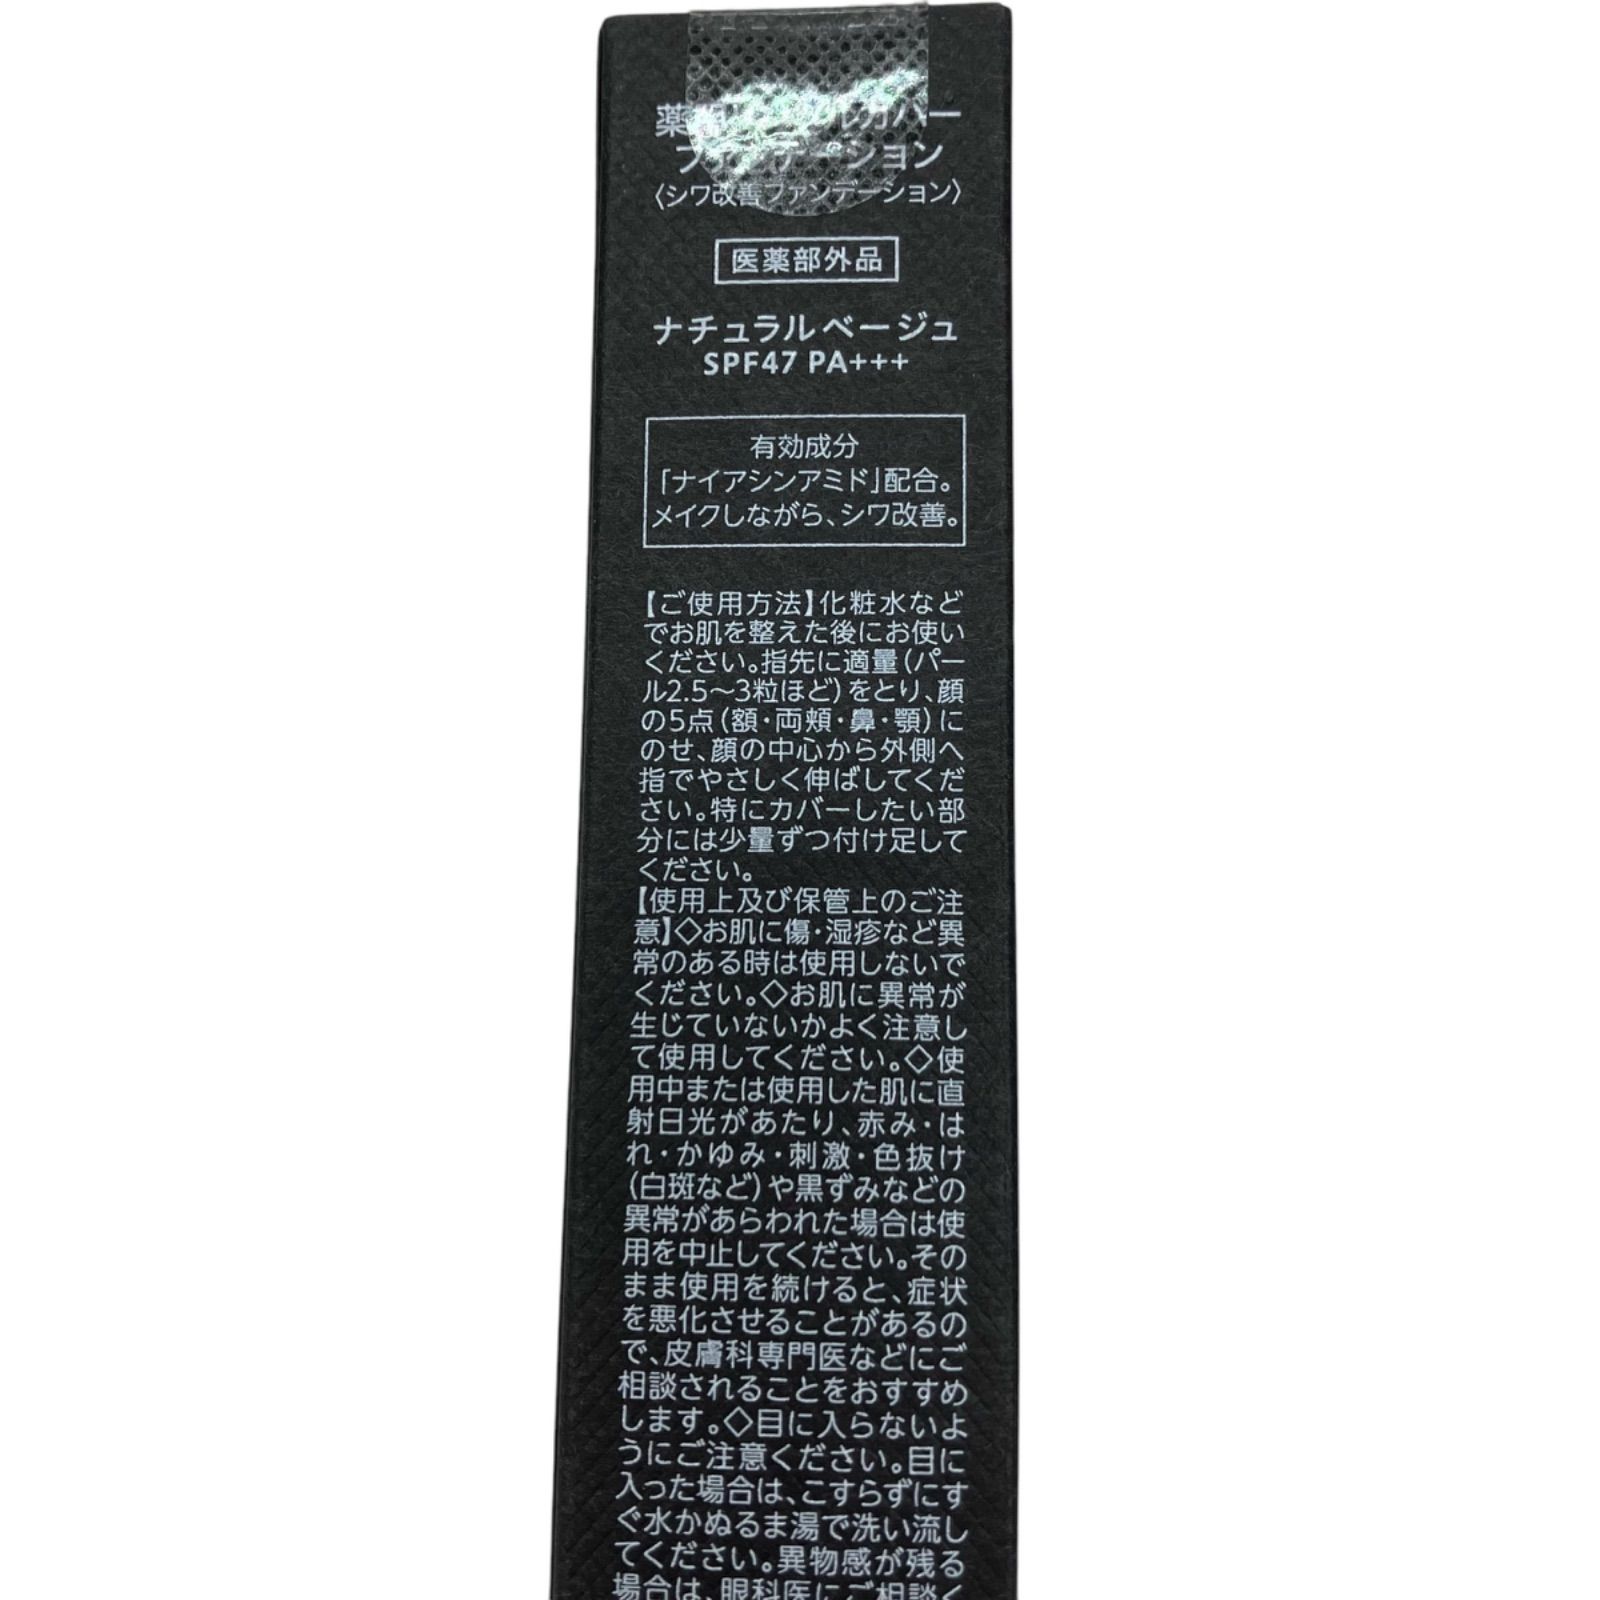 カバー
ファンデーション
〈シワ改善ファンデーション〉
医薬部外品
ナチュラルベージュ
SPF47 PA+++
有効成分
「ナイアシンアミド」配合。
メイクしながら、シワ改善。
【ご使用方法】化粧水など
でお肌を整えた後にお使い
ください。指先に適量(パー
ル2.5〜3粒ほど)をとり、顔
の5点(額・両頬・鼻・顎)に
のせ、顔の中心から外側へ
指でやさしく伸ばしてくだ
さい。特にカバーしたい部
分には少量ずつ付け足して
ください。
【使用上及び保管上のご注
意】◇お肌に傷・湿疹など異
常のある時は使用しないで
ください。◇お肌に異常が
生じていないかよく注意し
て使用してください。◇使
用中または使用した肌に直
射日光があたり、赤み・は
れ・かゆみ・刺激・色抜け
(白斑など)や黒ずみなどの
異常があらわれた場合は使
用を中止してください。その
まま使用を続けると、症状
を悪化させることがあるの
で、皮膚科専門医などにご
相談されることをおすすめ
します。◇目に入らないよ
うにご注意ください。目に
入った場合は、こすらずにす
ぐ水かぬるま湯で洗い流し
てください。異物感が残る
場合は、眼科医にご相談く